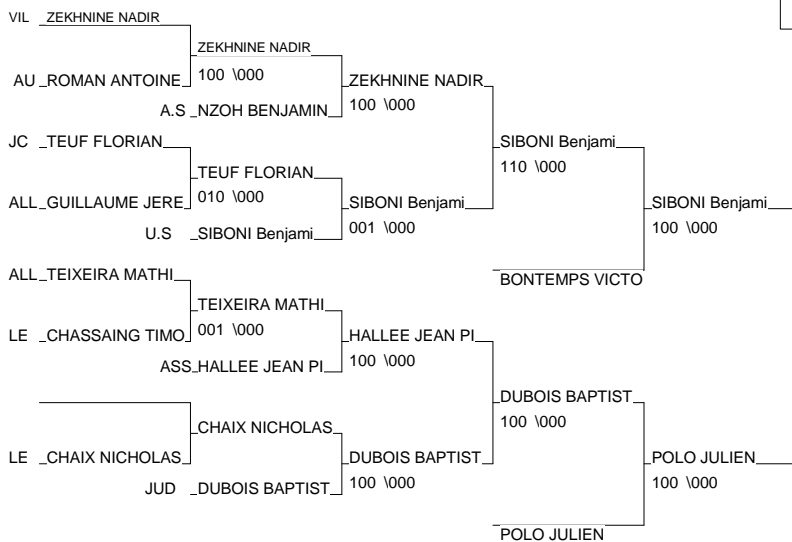 VIL ZEKHNINE NADIR
ZEKHNINE NADIR
AU ROMAN ANTOINE 100 \000 ZEKHNINE NADIR
A.S NZOH BENJAMIN 100 \000
JC TEUF FLORIAN SIBONI Benjami
TEUF FLORIAN 110 \000
ALL GUILLAUME JERE 010 \000 SIBONI Benjami SIBONI Benjami
U.S SIBONI Benjami 001 \000 100 \000
ALL TEIXEIRA MATHI BONTEMPS VICTO
TEIXEIRA MATHI
LE CHASSAING TIMO 001 \000 HALLEE JEAN PI
ASS HALLEE JEAN PI 100 \000
DUBOIS BAPTIST
CHAIX NICHOLAS 100 \000
LE CHAIX NICHOLAS DUBOIS BAPTIST POLO JULIEN
JUD DUBOIS BAPTIST 100 \000 100 \000
POLO JULIEN